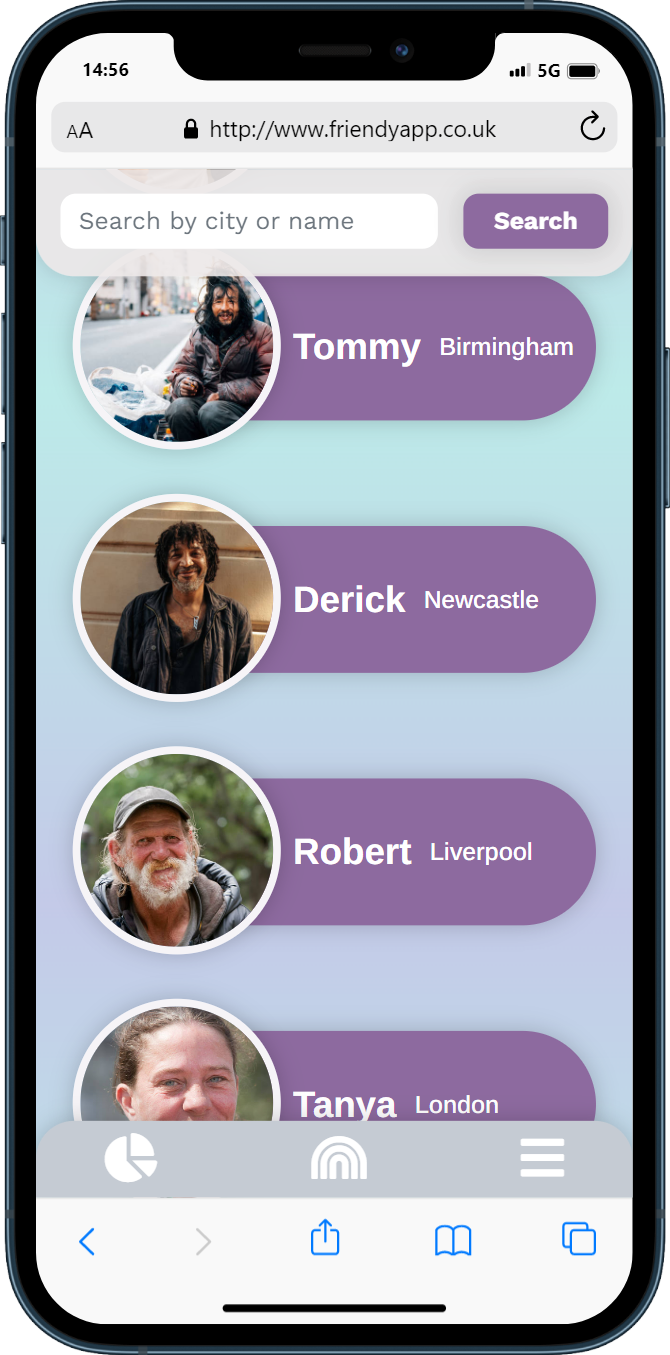 14:56
5G
AA
http://www.friendyapp.co.uk
Search by city or name
Search
Tommy Birmingham
Derick Newcastle
Robert Liverpool
Tanya London